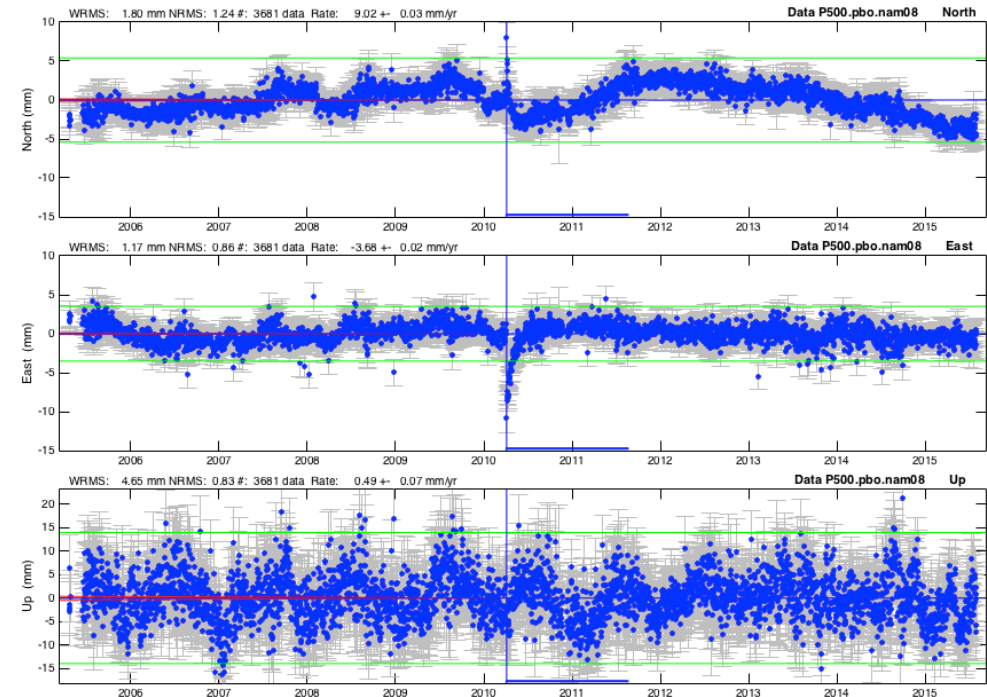 WRMS: 1.80 mm NRMS: 1.24 #: 3681 data Rate: 9.02 +- 0.03 mm/yr Data P500.pbo.nam08 North
10
5
0
-5
-10
-15
North (mm)
2006 2007 2008 2009 2010 2011 2012 2013 2014 2015
WRMS: 1.17 mm NRMS: 0.86 #: 3681 data Rate: -3.68 +- 0.02 mm/yr Data P500.pbo.nam08 East
10
5
0
-5
-10
-15
East (mm)
2006 2007 2008 2009 2010 2011 2012 2013 2014 2015
WRMS: 4.65 mm NRMS: 0.83 #: 3681 data Rate: 0.49 +- 0.07 mm/yr Data P500.pbo.nam08 Up
20
15
10
5
0
-5
-10
-15
Up (mm)
2006 2007 2008 2009 2010 2011 2012 2013 2014 2015